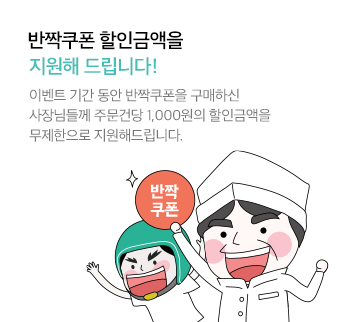 반짝쿠폰 할인금액을
지원해 드립니다!
이벤트 기간 동안 반짝쿠폰을 구매하신
사장님들께 주문건당 1,000원의 할인금액을
무제한으로 지원해드립니다.
반짝
쿠폰